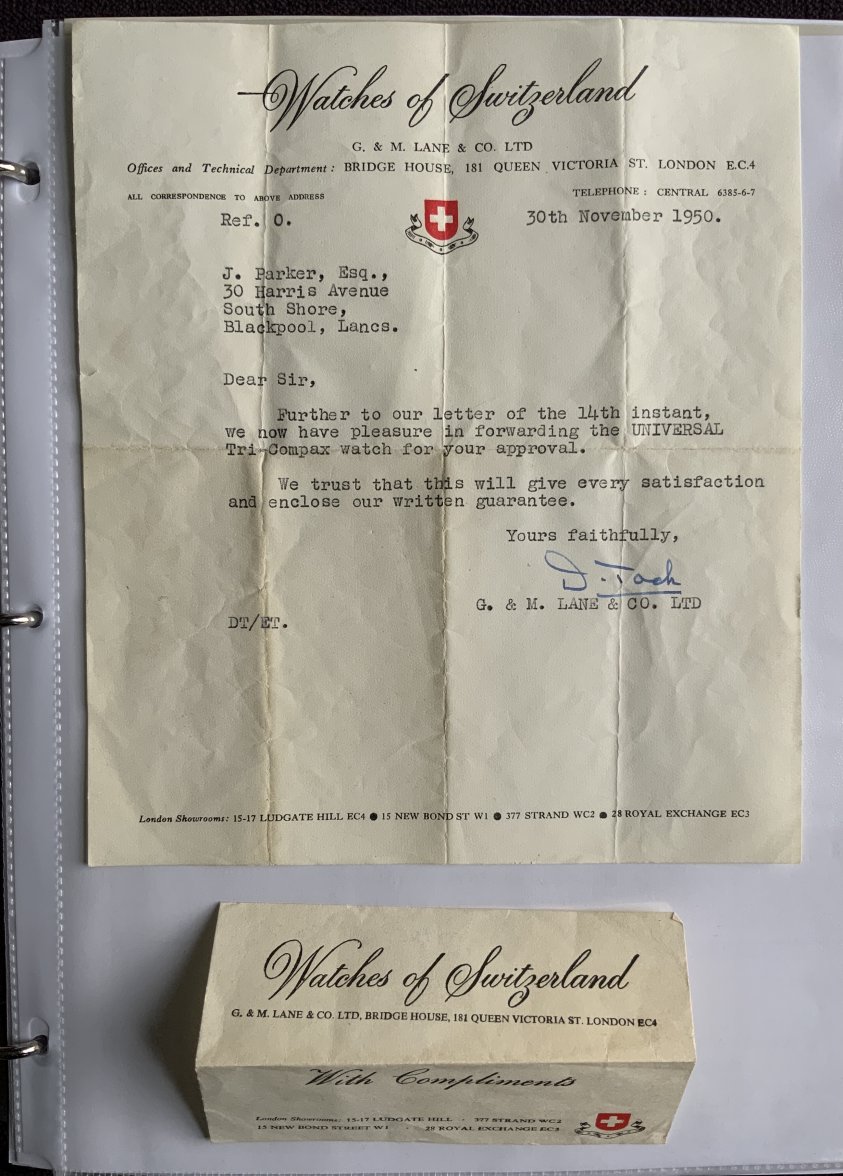 Watches of Switzerland
G. & M. LANE & CO. LTD
Offices and Technical Department: BRIDGE HOUSE, 181 QUEEN VICTORIA ST. LONDON E.C.4
ALL CORRESPONDENCE TO ABOVE ADDRESS
TELEPHONE: CENTRAL 6385-6-7
Ref. O.
30th November 1950.
J. Parker, Esq.,
30 Harris Avenue
South Shore,
Blackpool, Lancs.
Dear Sir,
Further to our letter of the 14th instant,
we now have pleasure in forwarding the UNIVERSAL
Tri-Compax watch for your approval.
We trust that this will give every satisfaction
and enclose our written guarantee.
Yours faithfully,
D. Tock
G. & M. LANE & CO. LTD
DT/ET.
London Showrooms: 15-17 LUDGATE HILL EC4 ● 15 NEW BOND ST W1 ● 377 STRAND WC2 ● 28 ROYAL EXCHANGE EC3
Watches of Switzerland
G. & M. LANE & CO. LTD, BRIDGE HOUSE, 181 QUEEN VICTORIA ST. LONDON EC4
With Compliments
London Showrooms: 15-17 LUDGATE HILL · 377 STRAND WC2
15 NEW BOND STREET W1 · 28 ROYAL EXCHANGE EC3